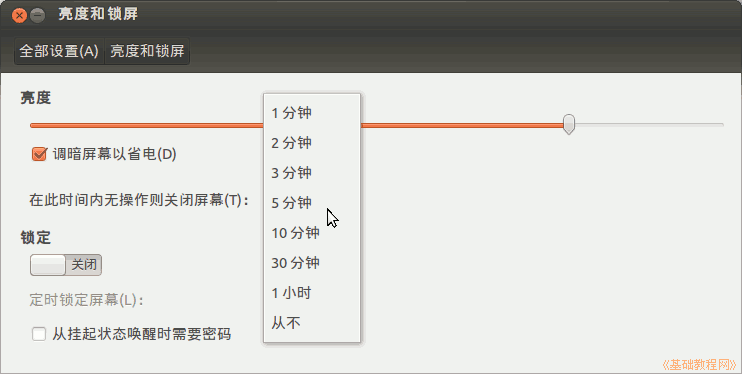 亮度和锁屏
全部设置(A) 亮度和锁屏
亮度
调暗屏幕以省电(D)
在此时间内无操作则关闭屏幕(T)：
锁定
关闭
定时锁定屏幕(L)：
从挂起状态唤醒时需要密码
1 分钟
2 分钟
3 分钟
5 分钟
10 分钟
30 分钟
1 小时
从不
《基础教程网》